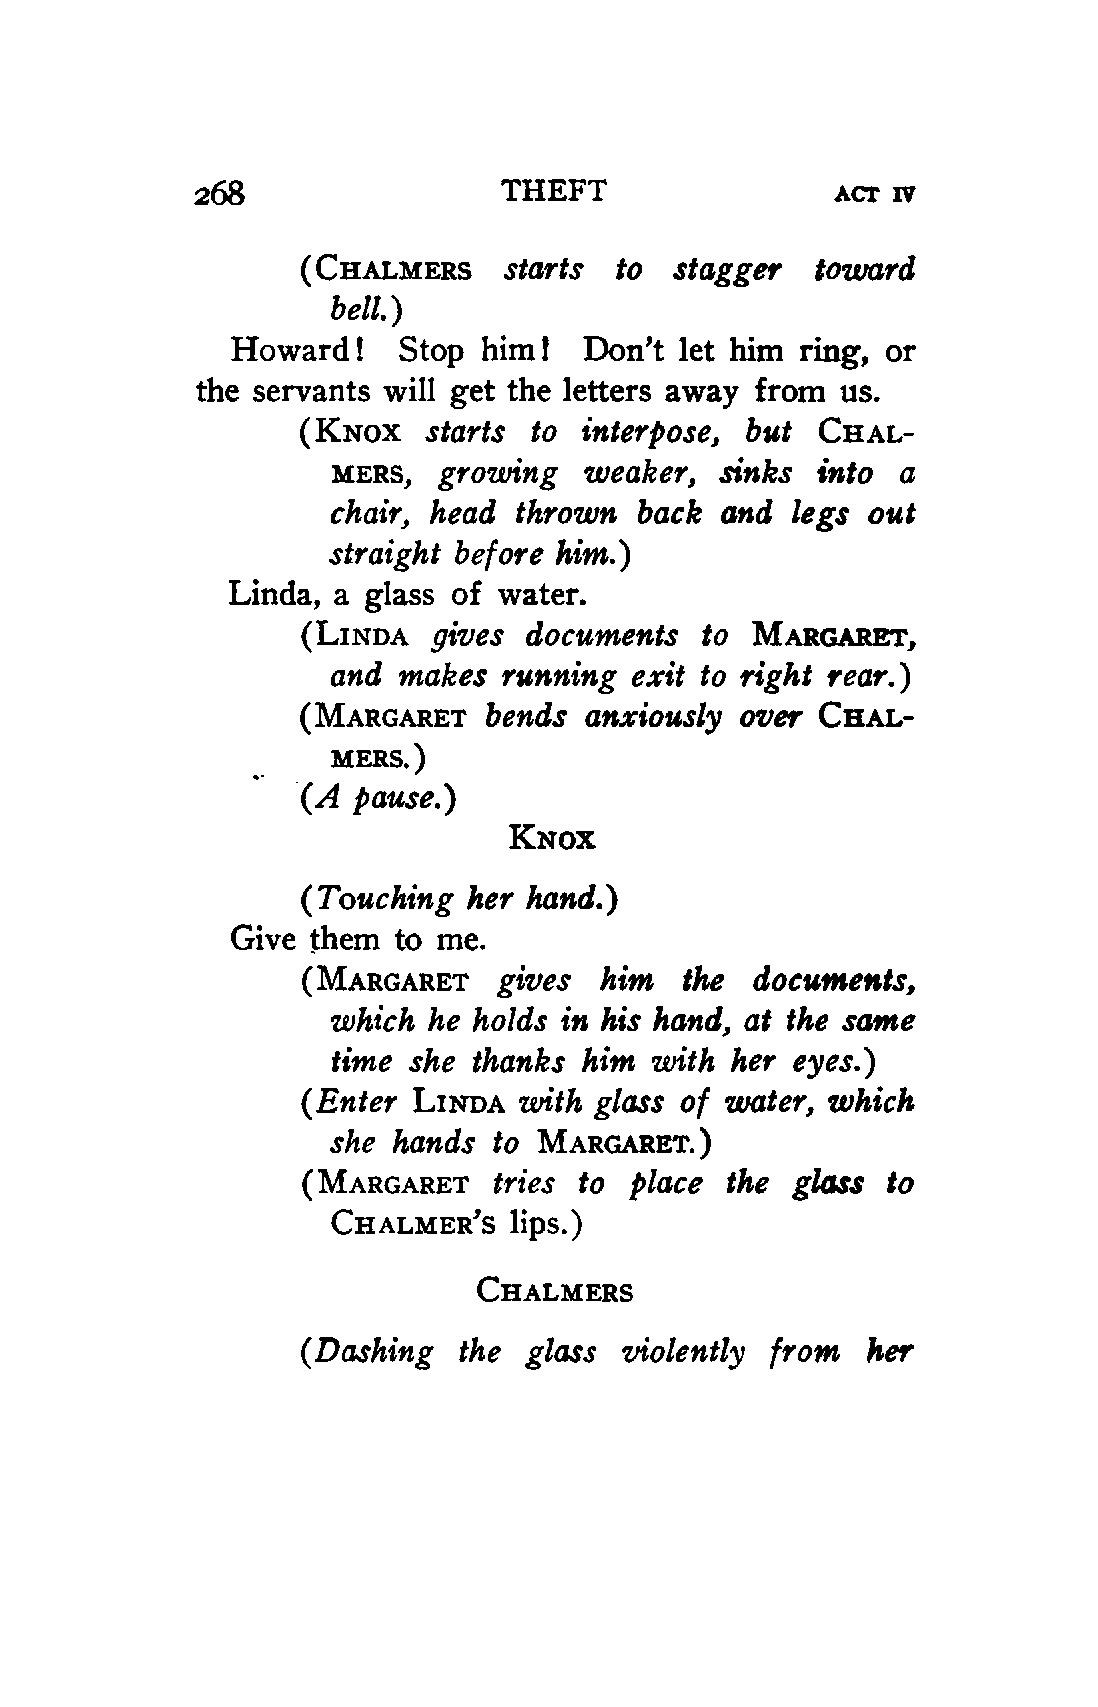 268 THEFT ACT IV
(CHALMERS starts to stagger toward
bell.)
Howard! Stop him! Don't let him ring, or
the servants will get the letters away from us.
(KNOX starts to interpose, but CHAL-
MERS, growing weaker, sinks into a
chair, head thrown back and legs out
straight before him.)
Linda, a glass of water.
(LINDA gives documents to MARGARET,
and makes running exit to right rear.)
(MARGARET bends anxiously over CHAL-
MERS.)
(A pause.)
KNOX
(Touching her hand.)
Give them to me.
(MARGARET gives him the documents,
which he holds in his hand, at the same
time she thanks him with her eyes.)
(Enter LINDA with glass of water, which
she hands to MARGARET.)
(MARGARET tries to place the glass to
CHALMER'S lips.)
CHALMERS
(Dashing the glass violently from her